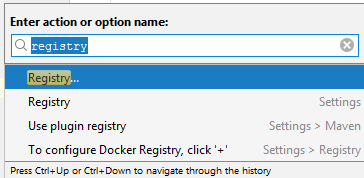 Enter action or option name:
registry
Registry...
Registry Settings
Use plugin registry Settings > Maven
To configure Docker Registry, click '+' Settings > Registry
Press Ctrl+Up or Ctrl+Down to navigate through the history